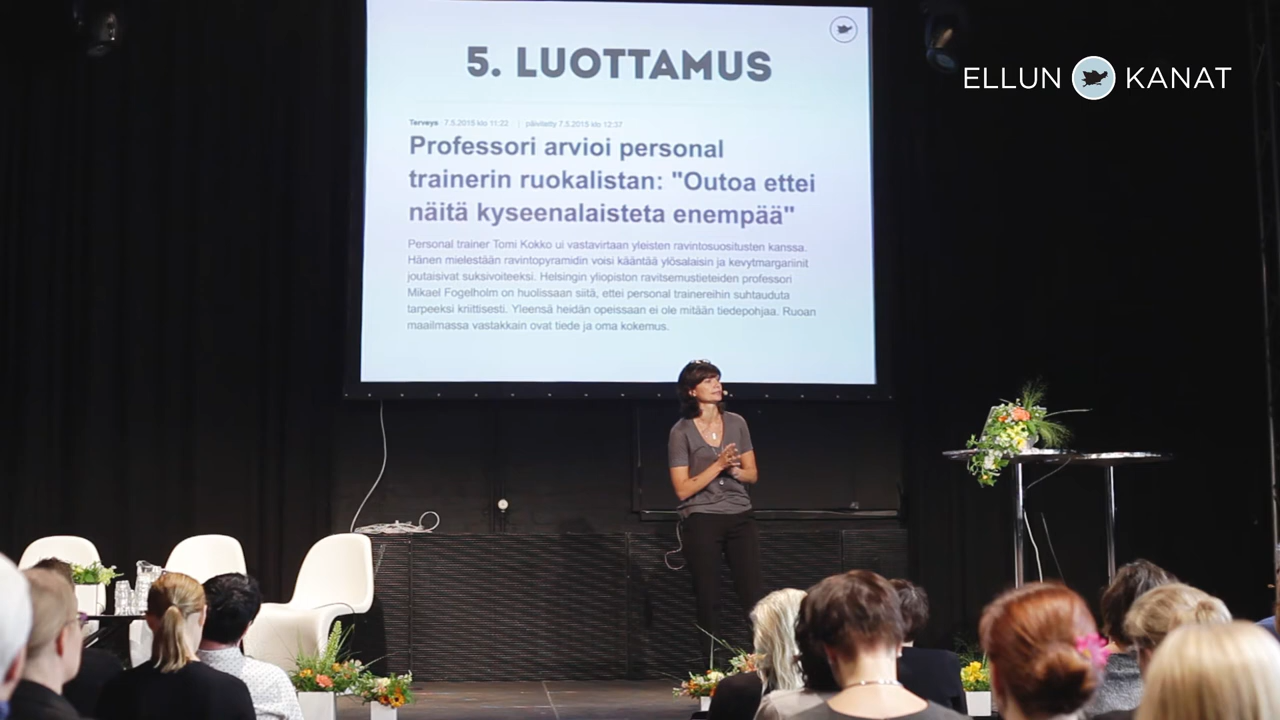 ELLUN KANAT
5. LUOTTAMUS
Terveys 7.5.2015 klo 11:22 | päivitetty 7.5.2015 klo 12:37
Professori arvioi personal
trainerin ruokalistan: "Outoa ettei
näitä kyseenalaisteta enempää"
Personal trainer Tomi Kokko ui vastavirtaan yleisten ravintosuositusten kanssa.
Hänen mielestään ravintopyramidin voisi kääntää ylösalaisin ja kevytmargariinit
joutaisivat suksivoiteeksi. Helsingin yliopiston ravitsemustieteiden professori
Mikael Fogelholm on huolissaan siitä, ettei personal trainereihin suhtauduta
tarpeeksi kriittisesti. Yleensä heidän opeissaan ei ole mitään tiedepohjaa. Ruoan
maailmassa vastakkain ovat tiede ja oma kokemus.